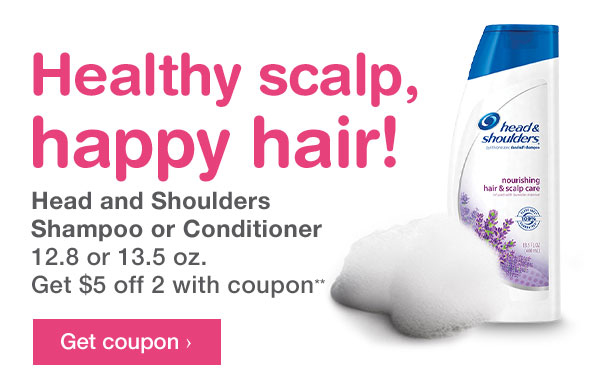 Healthy scalp,
happy hair!
Head and Shoulders
Shampoo or Conditioner
12.8 or 13.5 oz.
Get $5 off 2 with coupon**
Get coupon ›
head&
shoulders
nourishing
hair & scalp care